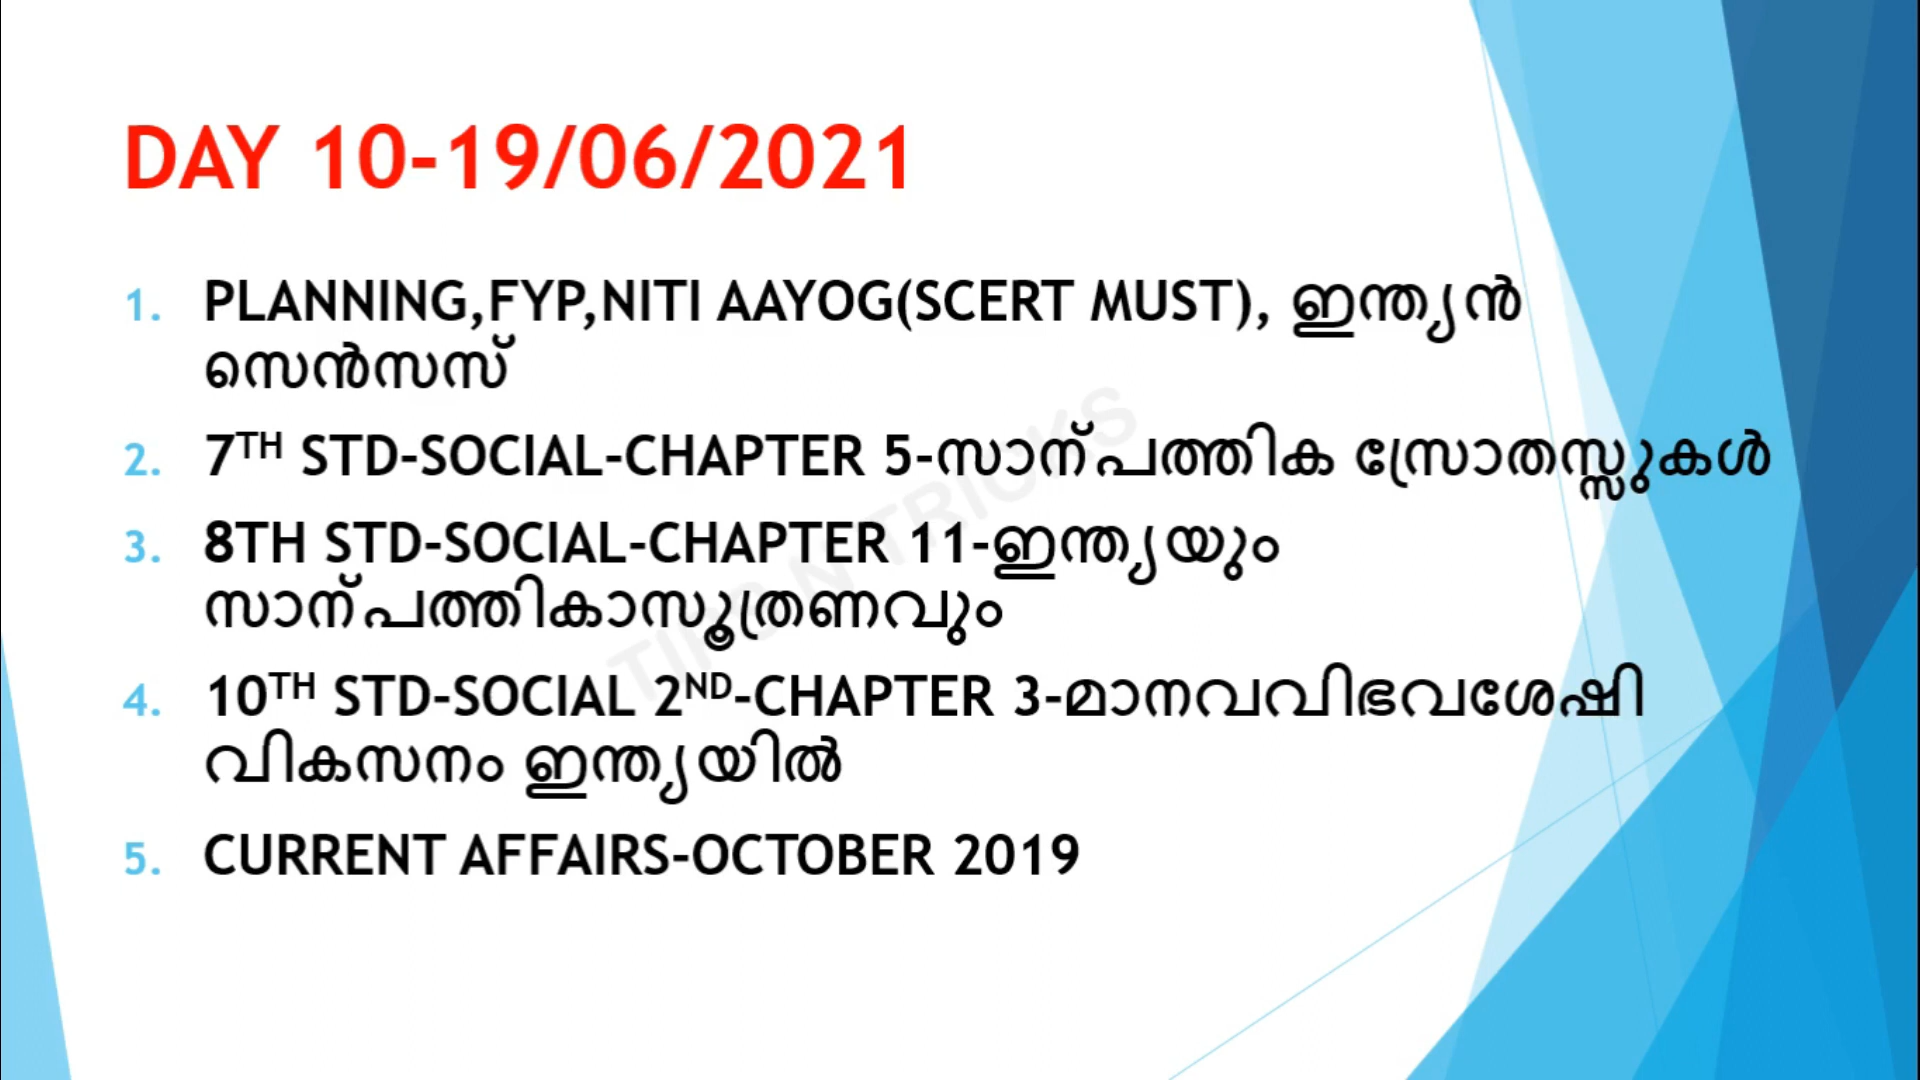 DAY 10-19/06/2021
1. PLANNING,FYP,NITI AAYOG(SCERT MUST), ഇന്ത്യൻ
സെൻസസ്
2. 7TH STD-SOCIAL-CHAPTER 5-സാന്പത്തിക സ്രോതസ്സുകൾ
3. 8TH STD-SOCIAL-CHAPTER 11-ഇന്ത്യയും
സാന്പത്തികാസൂത്രണവും
4. 10TH STD-SOCIAL 2ND-CHAPTER 3-മാനവവിഭവശേഷി
വികസനം ഇന്ത്യയിൽ
5. CURRENT AFFAIRS-OCTOBER 2019
TIPS N TRICKS